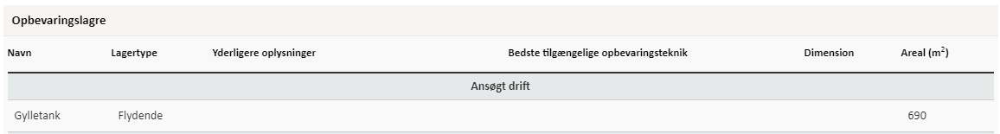 Opbevaringslagre
Navn Lagertype Yderligere oplysninger Bedste tilgængelige opbevaringsteknik Dimension Areal (m²)
Ansøgt drift
Gylletank Flydende 690